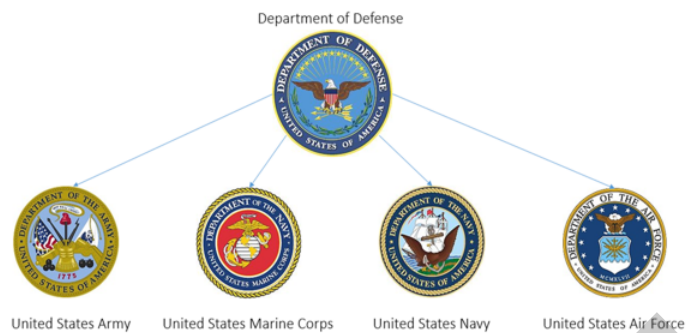 Department of Defense
DEPARTMENT OF DEFENSE
UNITED STATES OF AMERICA
DEPARTMENT OF THE ARMY
1775
UNITED STATES OF AMERICA
DEPARTMENT OF THE NAVY
UNITED STATES MARINE CORPS
DEPARTMENT OF THE NAVY
UNITED STATES OF AMERICA
DEPARTMENT OF THE AIR FORCE
MCMXLVII
UNITED STATES OF AMERICA
United States Army
United States Marine Corps
United States Navy
United States Air Force